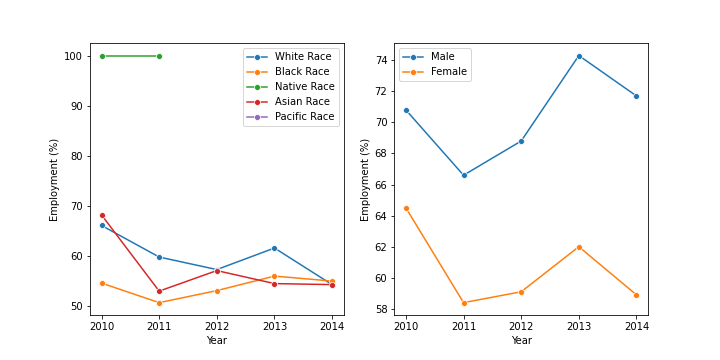 100
90
80
70
60
50
Employment (%)
2010 2011 2012 2013 2014
Year
White Race
Black Race
Native Race
Asian Race
Pacific Race
74
72
70
68
66
64
62
60
58
Employment (%)
2010 2011 2012 2013 2014
Year
Male
Female